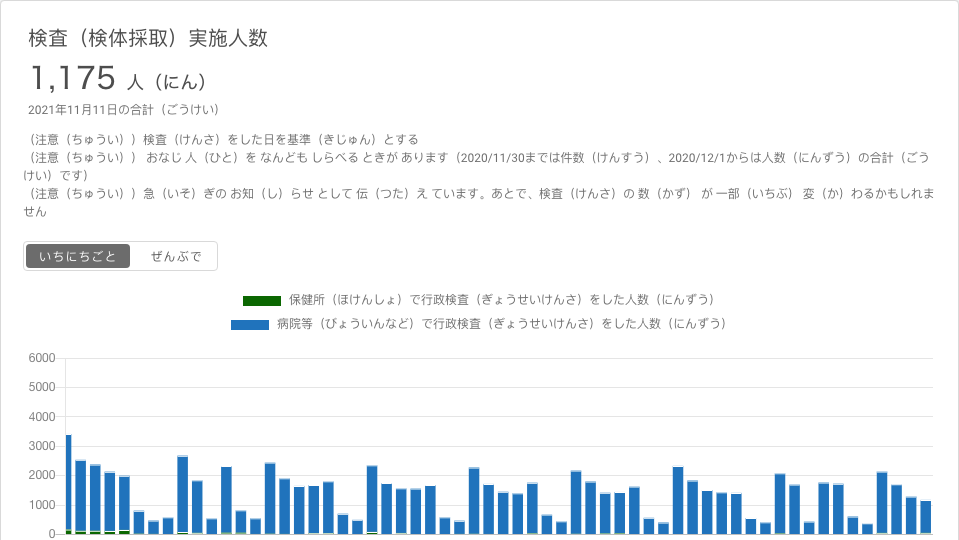 検査（検体採取）実施人数
1,175 人（にん）
2021年11月11日の合計（ごうけい）
（注意（ちゅうい））検査（けんさ）をした日を基準（きじゅん）とする
（注意（ちゅうい）） おなじ 人（ひと）を なんども しらべる ときが あります（2020/11/30までは件数（けんすう）、2020/12/1からは人数（にんずう）の合計（ごう
けい）です）
（注意（ちゅうい））急（いそ）ぎの お知（し）らせ として 伝（つた）え ています。あとで、検査（けんさ）の 数（かず） が 一部（いちぶ） 変（か）わるかもしれま
せん
いちにちごと ぜんぶで
保健所（ほけんしょ）で行政検査（ぎょうせいけんさ）をした人数（にんずう）
病院等（びょういんなど）で行政検査（ぎょうせいけんさ）をした人数（にんずう）
6000
5000
4000
3000
2000
1000
0